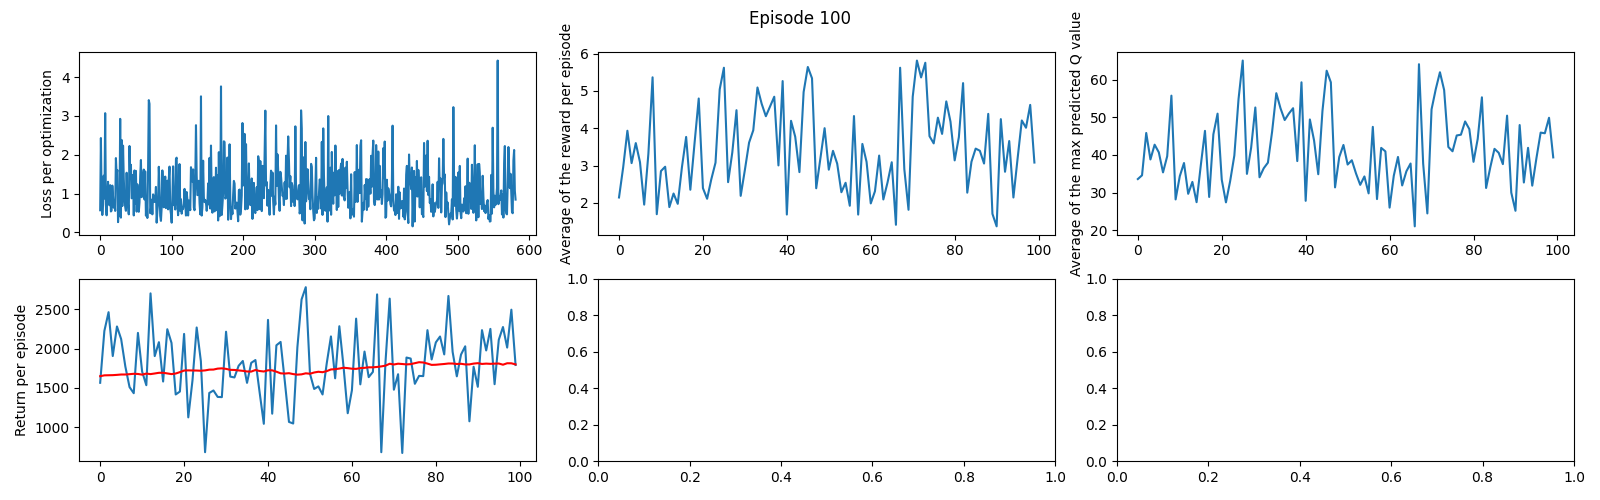 Episode 100
Loss per optimization
4
3
2
1
0
0 100 200 300 400 500 600
Average of the reward per episode
6
5
4
3
2
0 20 40 60 80 100
Average of the max predicted Q value
60
50
40
30
20
0 20 40 60 80 100
Return per episode
2500
2000
1500
1000
0 20 40 60 80 100
1.0
0.8
0.6
0.4
0.2
0.0
0.0 0.2 0.4 0.6 0.8 1.0
1.0
0.8
0.6
0.4
0.2
0.0
0.0 0.2 0.4 0.6 0.8 1.0